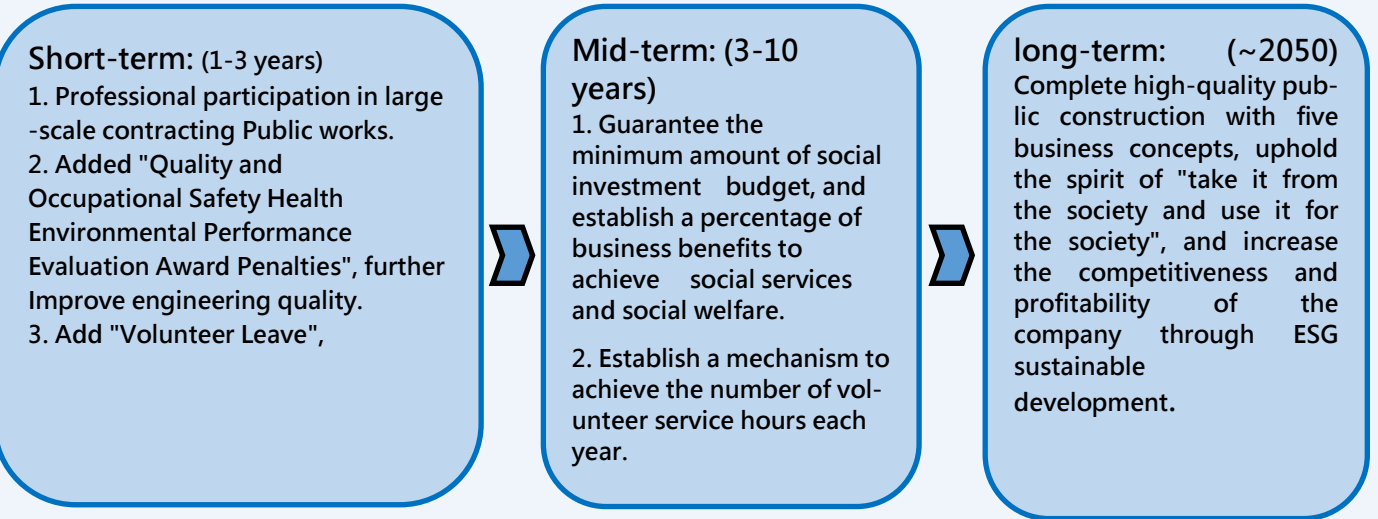 Short-term: (1-3 years)
1. Professional participation in large
-scale contracting Public works.
2. Added "Quality and
Occupational Safety Health
Environmental Performance
Evaluation Award Penalties", further
Improve engineering quality.
3. Add "Volunteer Leave",
Mid-term: (3-10
years)
1. Guarantee the
minimum amount of social
investment budget, and
establish a percentage of
business benefits to
achieve social services
and social welfare.
2. Establish a mechanism to
achieve the number of vol-
unteer service hours each
year.
long-term: (~2050)
Complete high-quality pub-
lic construction with five
business concepts, uphold
the spirit of "take it from
the society and use it for
the society", and increase
the competitiveness and
profitability of the
company through ESG
sustainable
development.